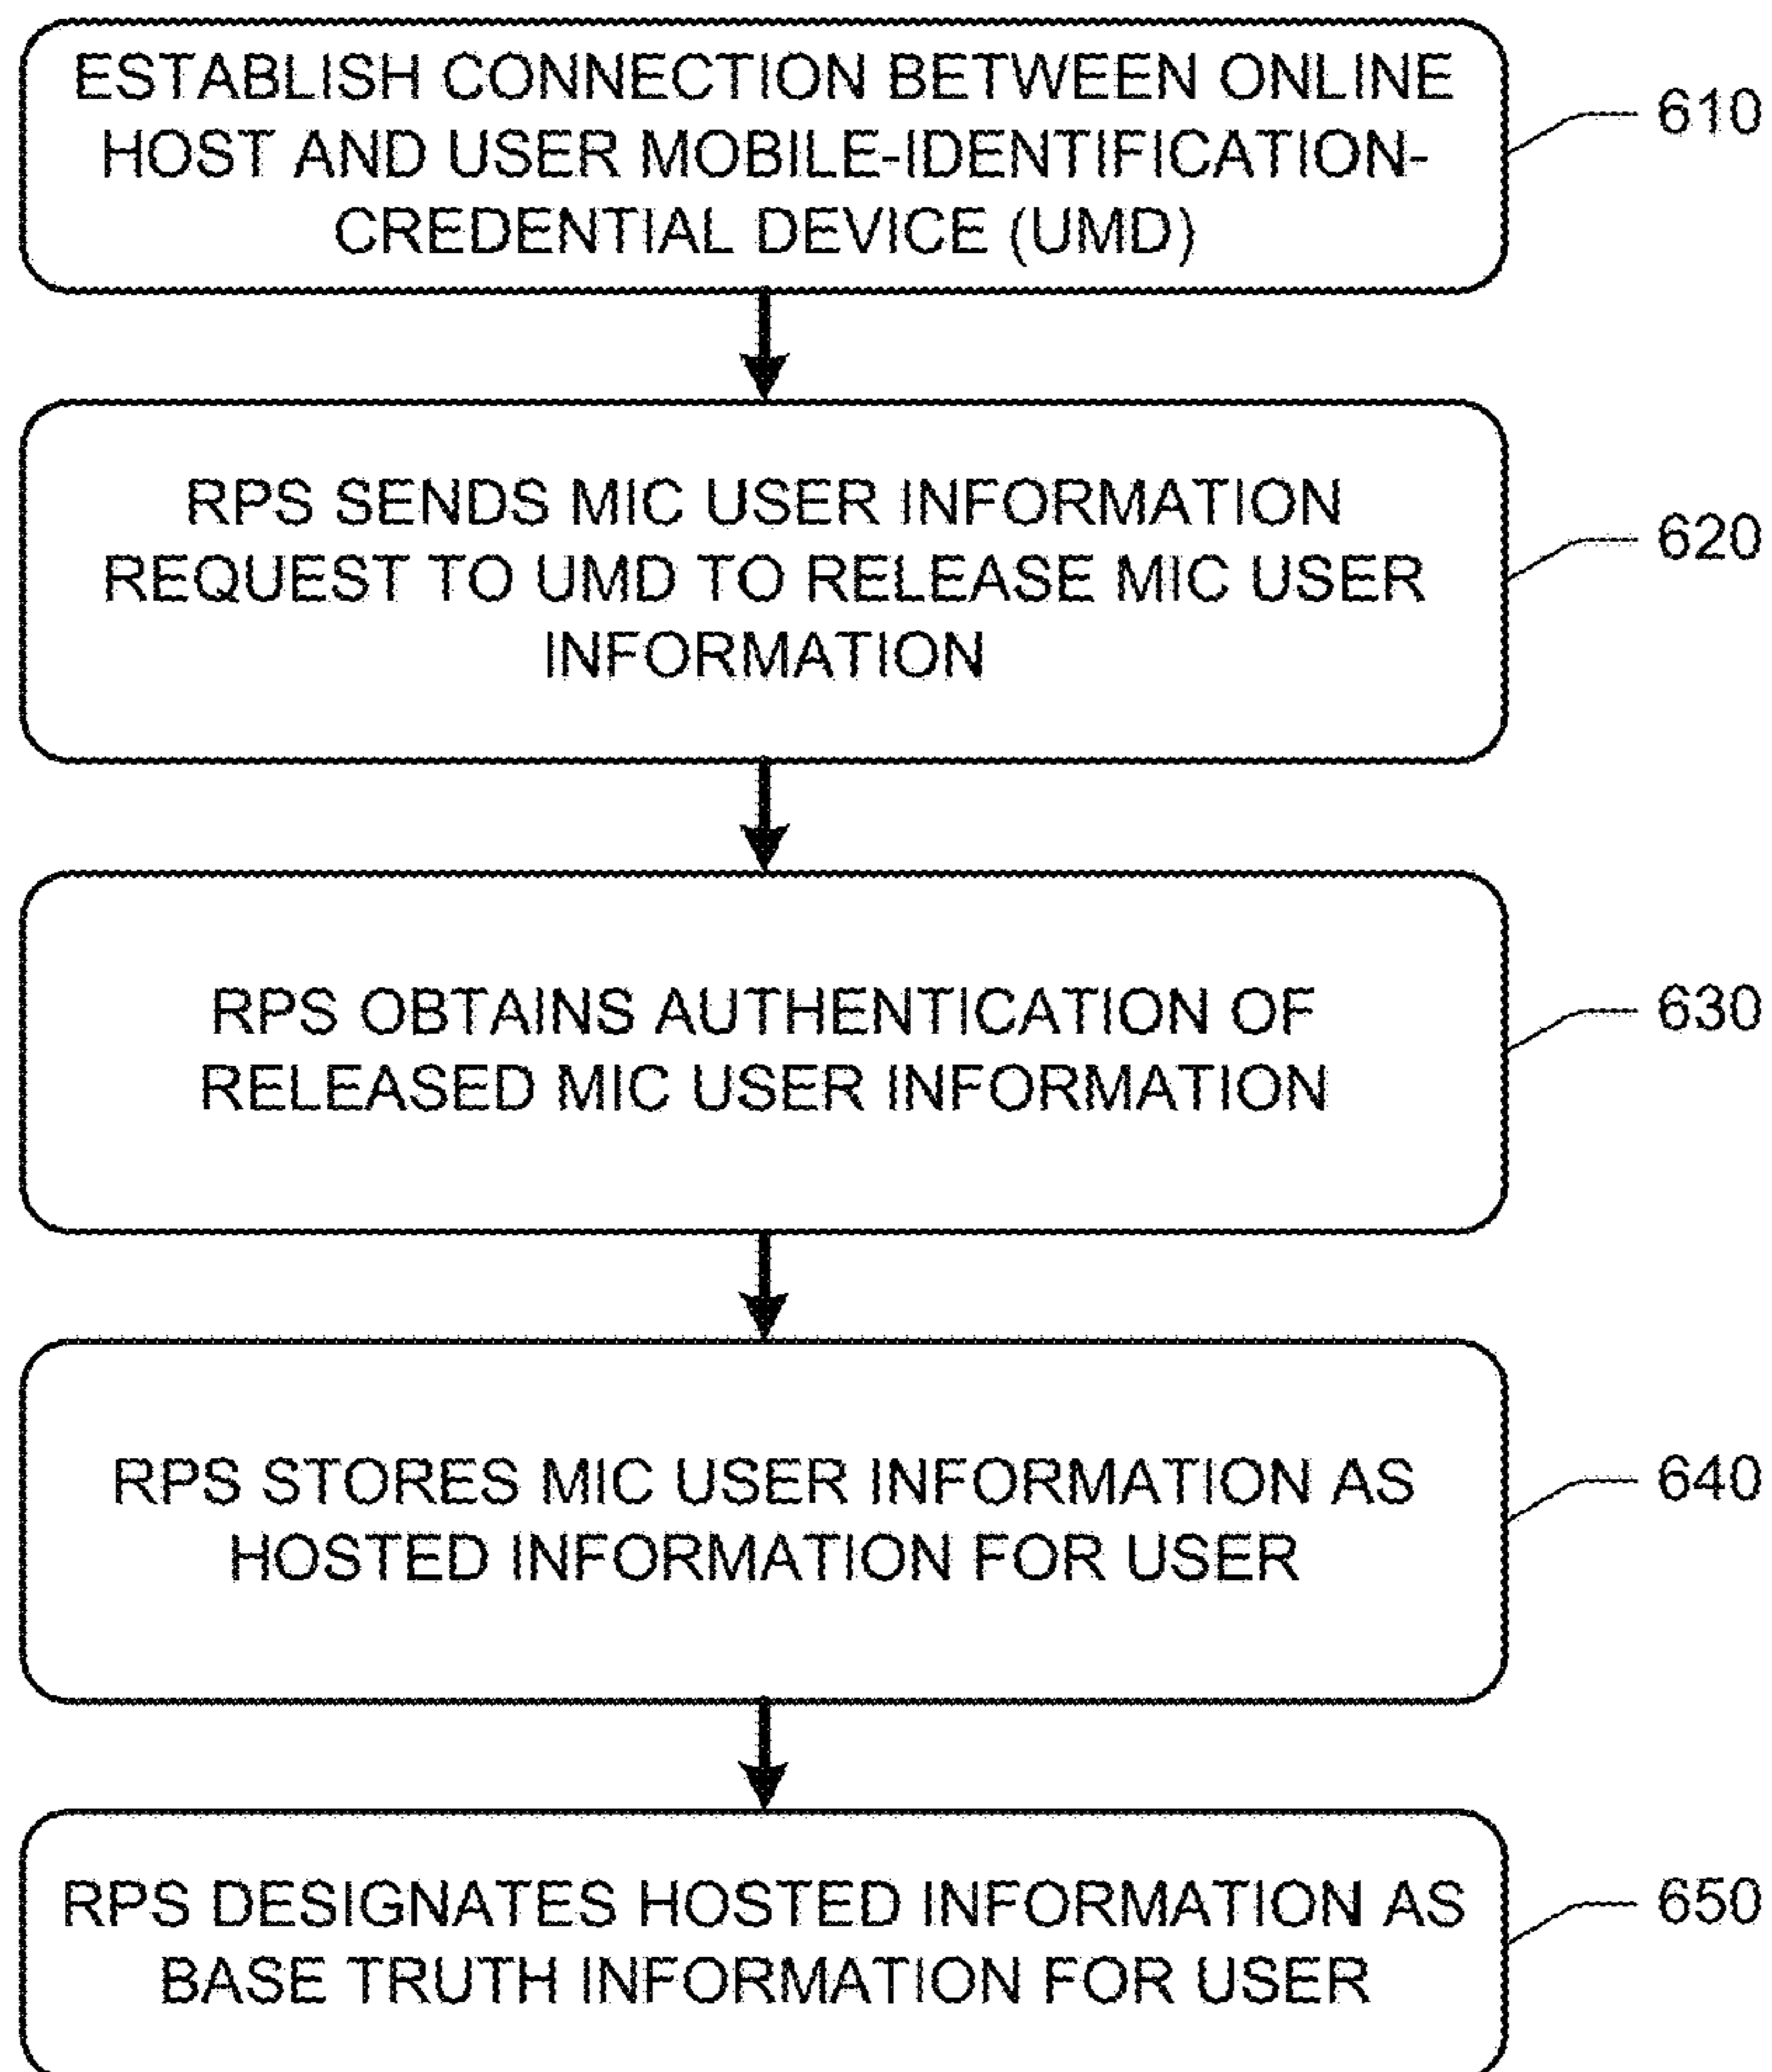 ESTABLISH CONNECTION BETWEEN ONLINE
HOST AND USER MOBILE-IDENTIFICATION-
CREDENTIAL DEVICE (UMD)
610
RPS SENDS MIC USER INFORMATION
REQUEST TO UMD TO RELEASE MIC USER
INFORMATION
620
RPS OBTAINS AUTHENTICATION OF
RELEASED MIC USER INFORMATION
630
RPS STORES MIC USER INFORMATION AS
HOSTED INFORMATION FOR USER
640
RPS DESIGNATES HOSTED INFORMATION AS
BASE TRUTH INFORMATION FOR USER
650